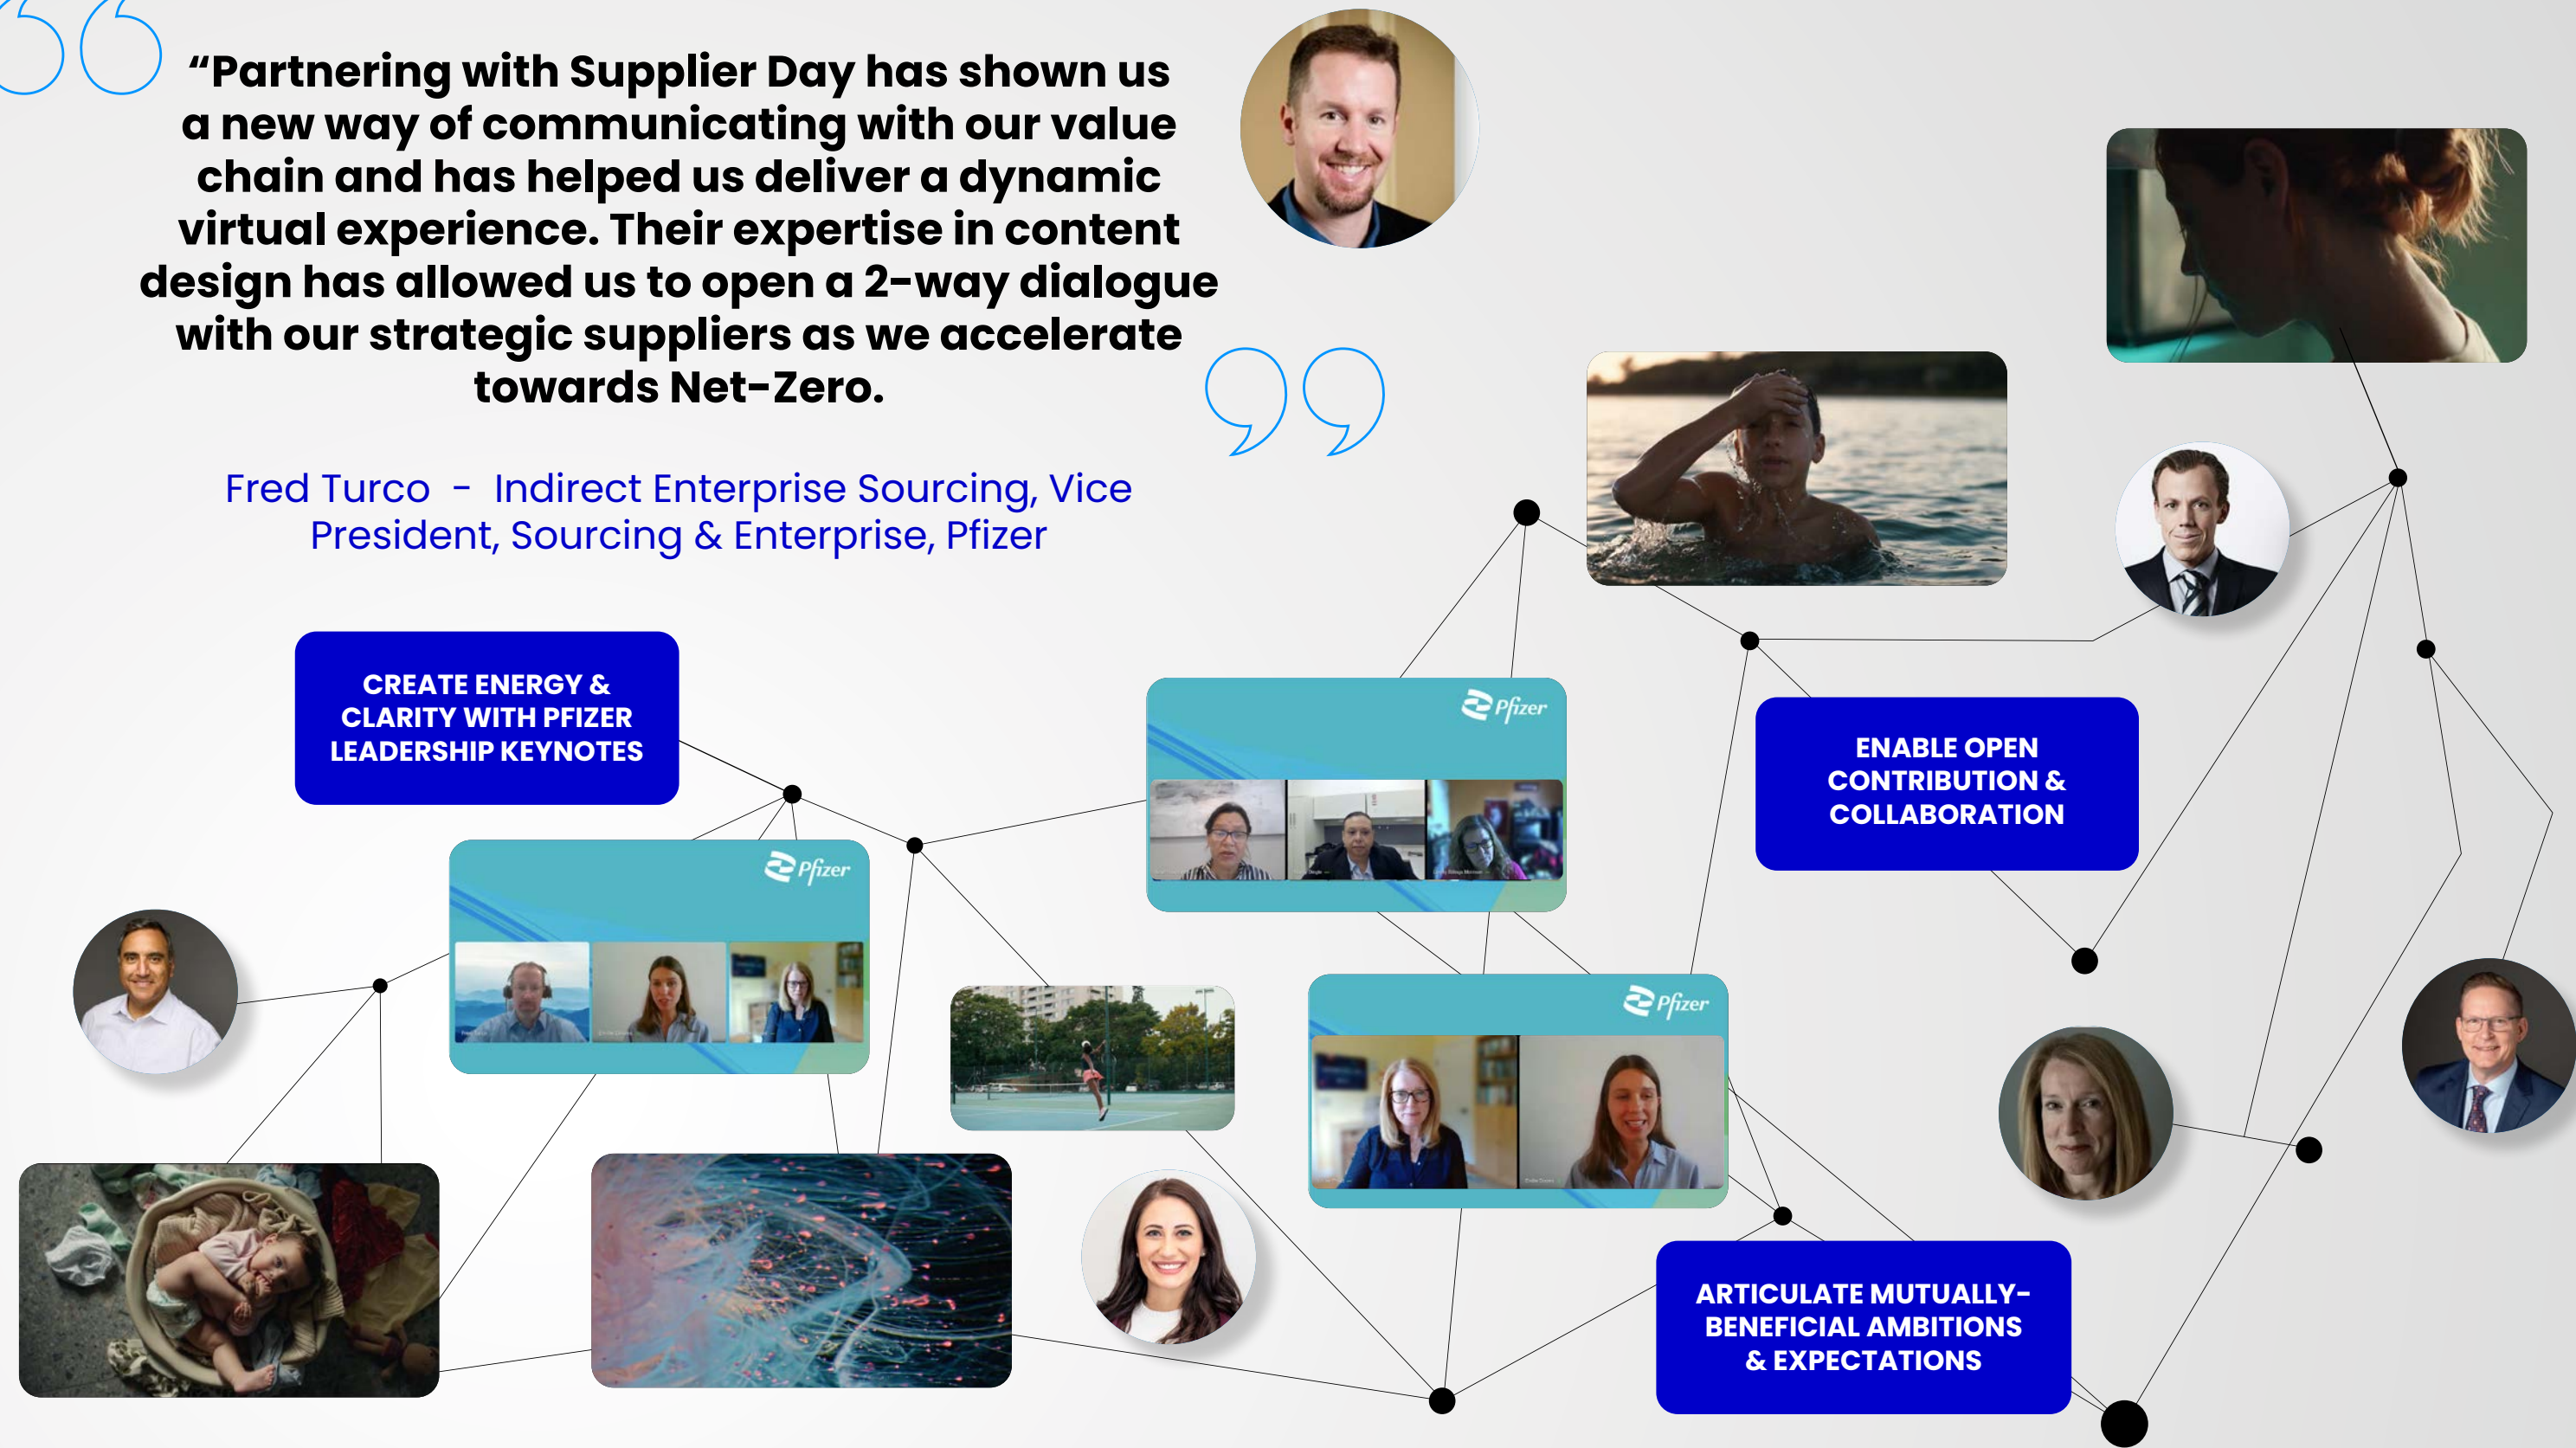 “Partnering with Supplier Day has shown us
a new way of communicating with our value
chain and has helped us deliver a dynamic
virtual experience. Their expertise in content
design has allowed us to open a 2-way dialogue
with our strategic suppliers as we accelerate
towards Net-Zero.
Fred Turco - Indirect Enterprise Sourcing, Vice
President, Sourcing & Enterprise, Pfizer
CREATE ENERGY &
CLARITY WITH PFIZER
LEADERSHIP KEYNOTES
Pfizer
ENABLE OPEN
CONTRIBUTION &
COLLABORATION
Pfizer
Pfizer
ARTICULATE MUTUALLY-
BENEFICIAL AMBITIONS
& EXPECTATIONS